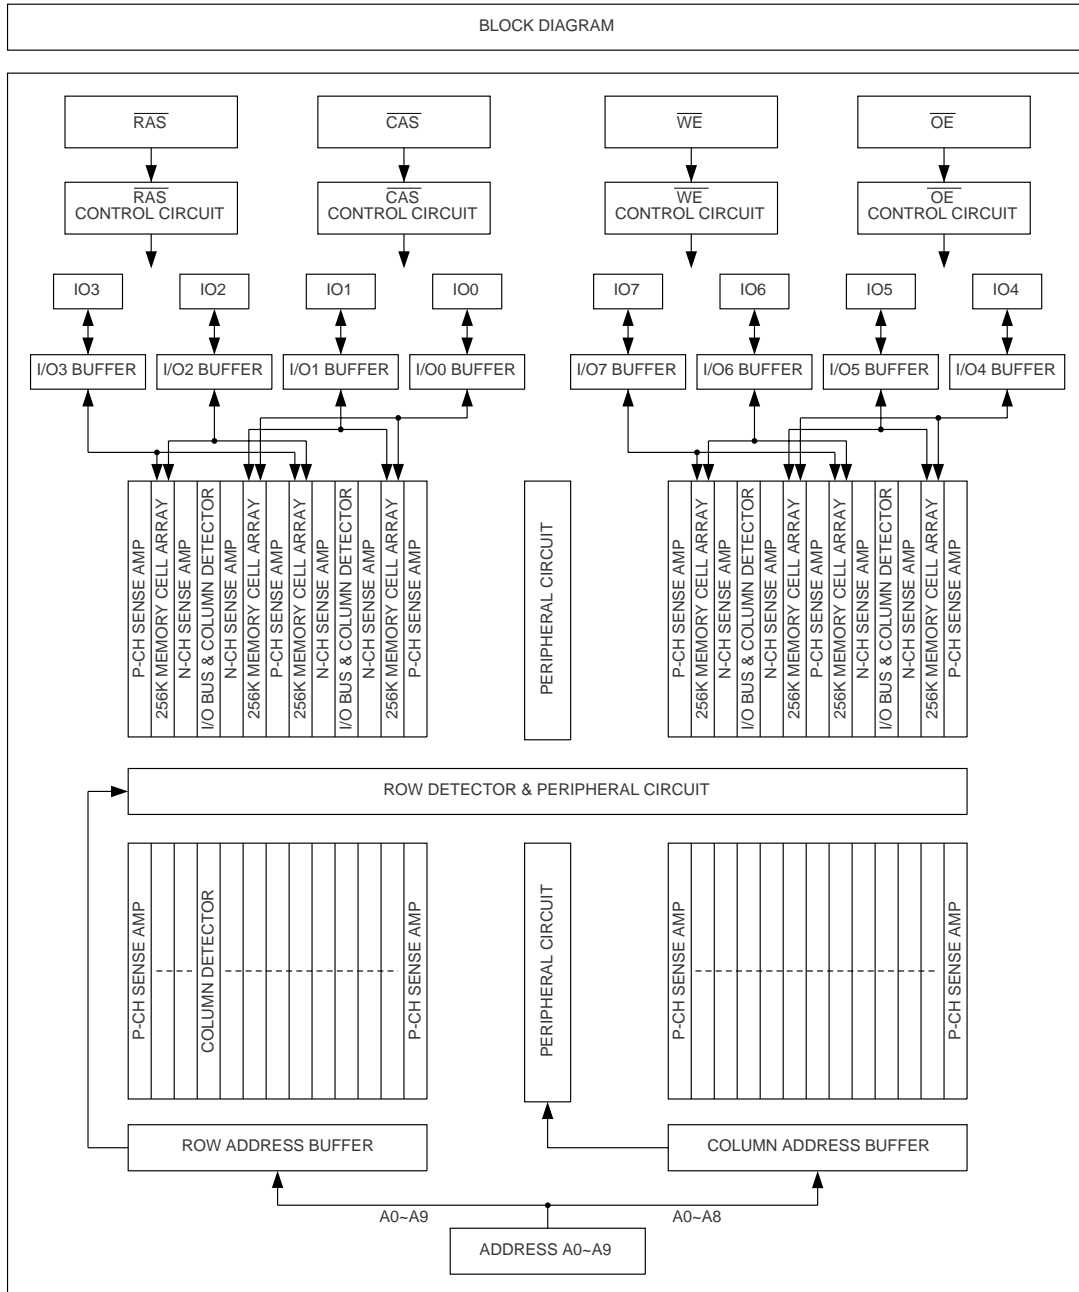 BLOCK DIAGRAM
RAS
CAS
WE
OE
RAS
CONTROL CIRCUIT
CAS
CONTROL CIRCUIT
WE
CONTROL CIRCUIT
OE
CONTROL CIRCUIT
IO3
IO2
IO1
IO0
IO7
IO6
IO5
IO4
I/O3 BUFFER
I/O2 BUFFER
I/O1 BUFFER
I/O0 BUFFER
I/O7 BUFFER
I/O6 BUFFER
I/O5 BUFFER
I/O4 BUFFER
P-CH SENSE AMP
256K MEMORY CELL ARRAY
N-CH SENSE AMP
I/O BUS & COLUMN DETECTOR
N-CH SENSE AMP
256K MEMORY CELL ARRAY
P-CH SENSE AMP
256K MEMORY CELL ARRAY
N-CH SENSE AMP
I/O BUS & COLUMN DETECTOR
N-CH SENSE AMP
256K MEMORY CELL ARRAY
P-CH SENSE AMP
PERIPHERAL CIRCUIT
P-CH SENSE AMP
256K MEMORY CELL ARRAY
N-CH SENSE AMP
I/O BUS & COLUMN DETECTOR
N-CH SENSE AMP
256K MEMORY CELL ARRAY
P-CH SENSE AMP
256K MEMORY CELL ARRAY
N-CH SENSE AMP
I/O BUS & COLUMN DETECTOR
N-CH SENSE AMP
256K MEMORY CELL ARRAY
P-CH SENSE AMP
ROW DETECTOR & PERIPHERAL CIRCUIT
P-CH SENSE AMP
COLUMN DETECTOR
P-CH SENSE AMP
PERIPHERAL CIRCUIT
P-CH SENSE AMP
P-CH SENSE AMP
ROW ADDRESS BUFFER
COLUMN ADDRESS BUFFER
A0~A9
A0~A8
ADDRESS A0~A9